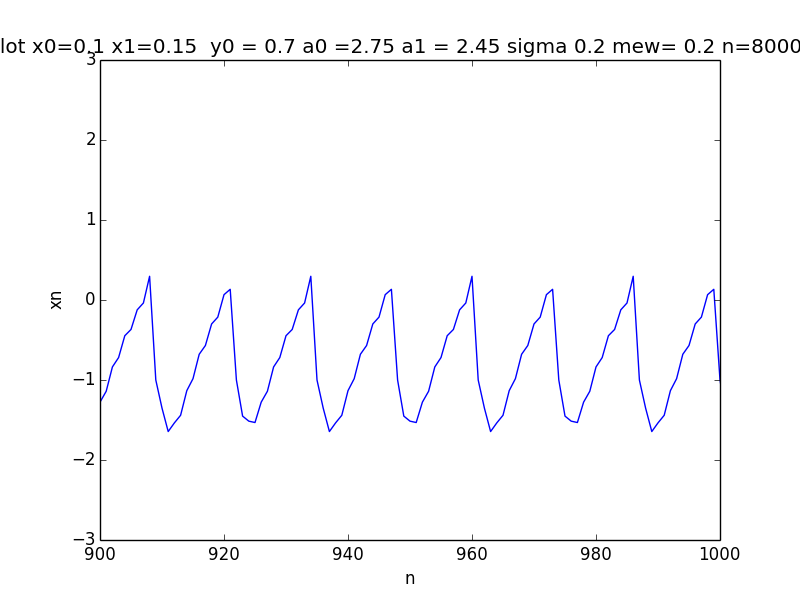 lot x0=0.1 x1=0.15  y0 = 0.7 a0 =2.75 a1 = 2.45 sigma 0.2 mew= 0.2 n=8000
3
2
1
0
−1
−2
−3
xn
900 920 940 960 980 1000
n